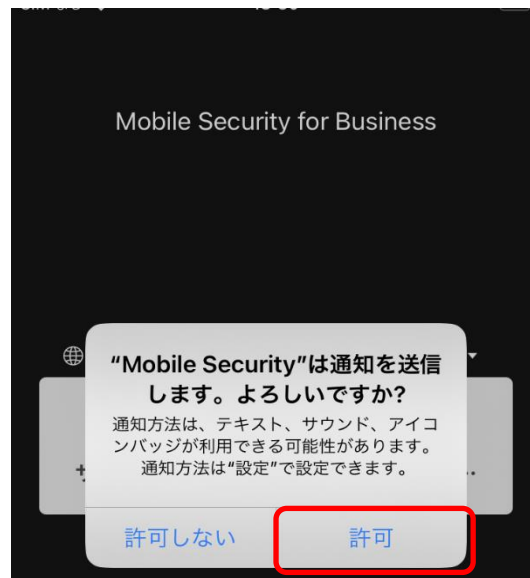 Mobile Security for Business
“Mobile Security”は通知を送信
します。よろしいですか?
通知方法は、テキスト、サウンド、アイコ
ンバッジが利用できる可能性があります。
通知方法は“設定”で設定できます。
許可しない
許可